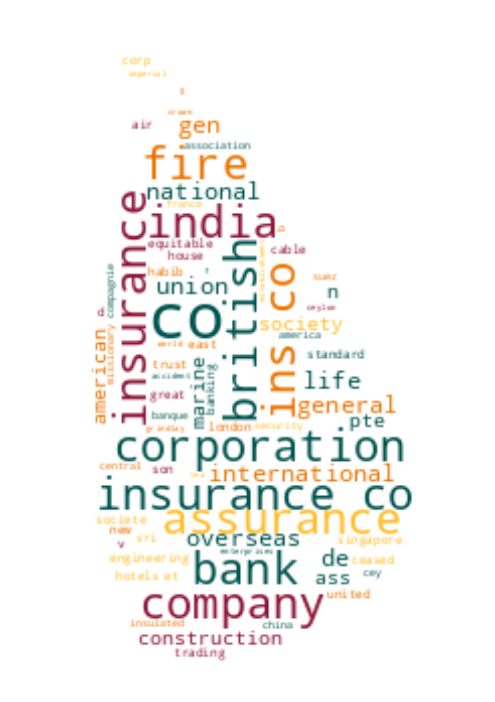 corp
imperial
air
gen
crown
association
fire
national
france
india
insurance
equitable
house
cable
british
habib
union
suez
n
compagnie
co
ins co
ceylon
society
america
american
missionary
world east
standard
trust
accident
marine
banking
life
great
general
banque
pte
grindlay
london
security
corporation
central
son
international
insurance co
assurance
societe
new
sri
v
overseas
singapore
enterprises
engineering
bank
de
ceased
hotels et
ass
cey
company
united
insulated
china
construction
trading